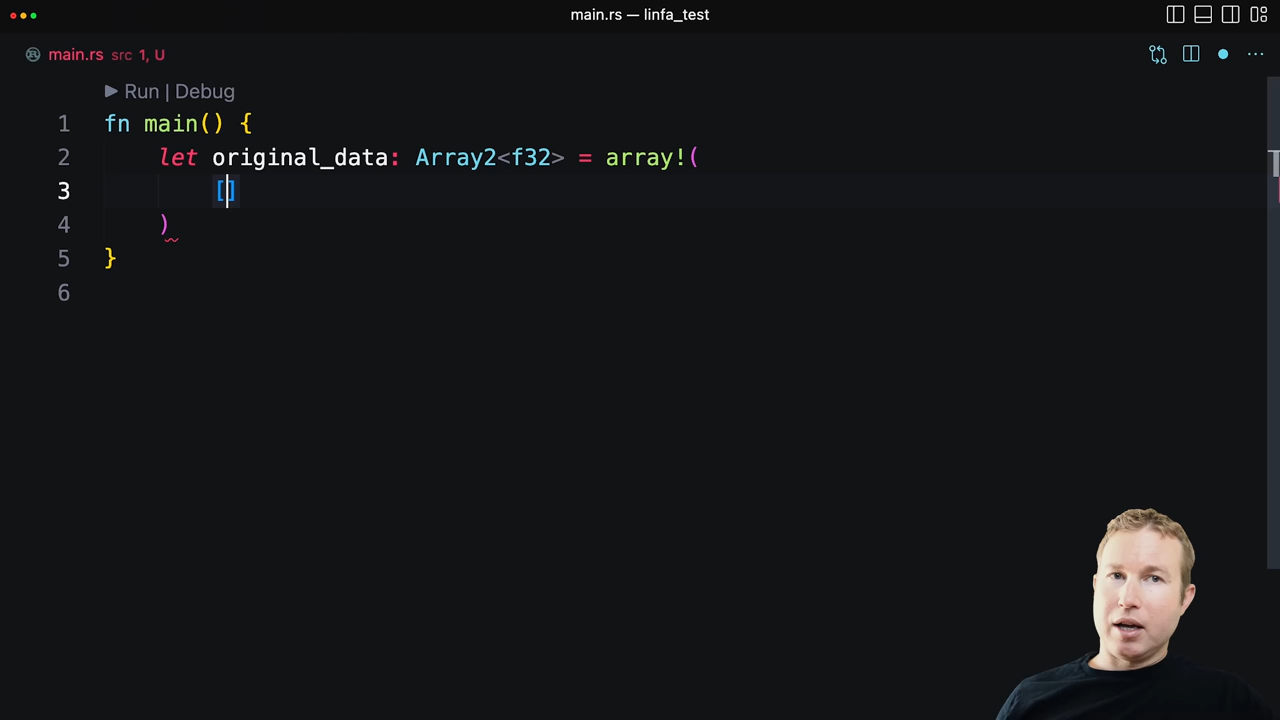 main.rs — linfa_test
main.rs src 1, U
Run | Debug
1 fn main() {
2 let original_data: Array2<f32> = array!(
3 []
4 )
5 }
6